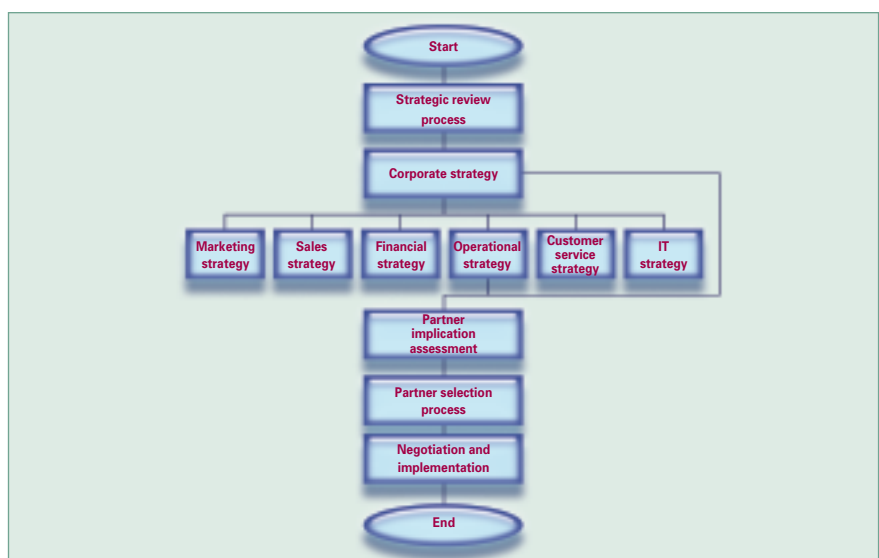 Start
Strategic review
process
Corporate strategy
Marketing
strategy
Sales
strategy
Financial
strategy
Operational
strategy
Customer
service
strategy
IT
strategy
Partner
implication
assessment
Partner selection
process
Negotiation and
implementation
End